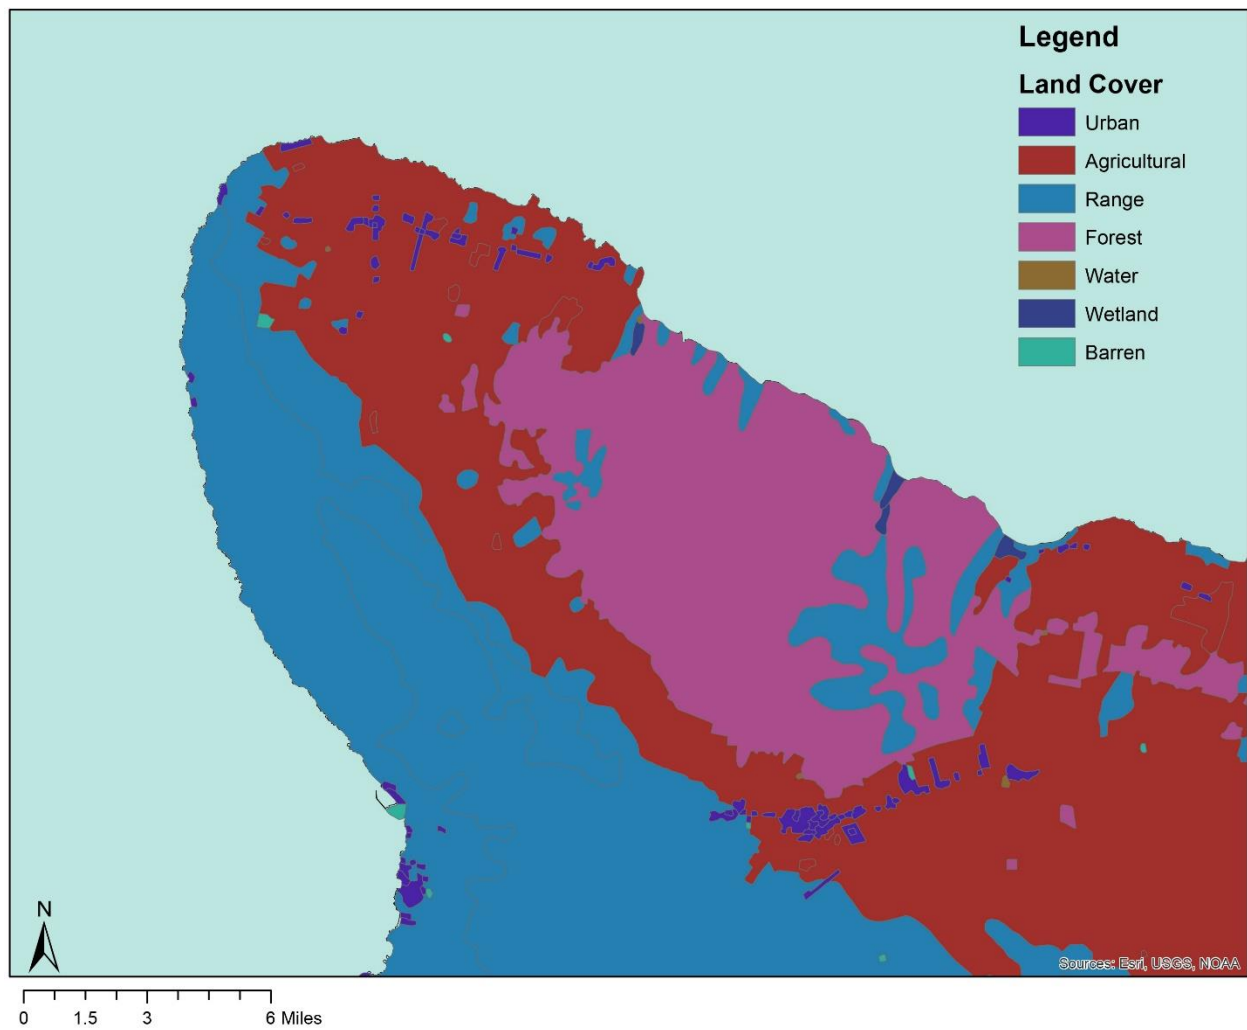 Legend
Land Cover
Urban
Agricultural
Range
Forest
Water
Wetland
Barren
N
Sources: Esri, USGS, NOAA
0 1.5 3 6 Miles